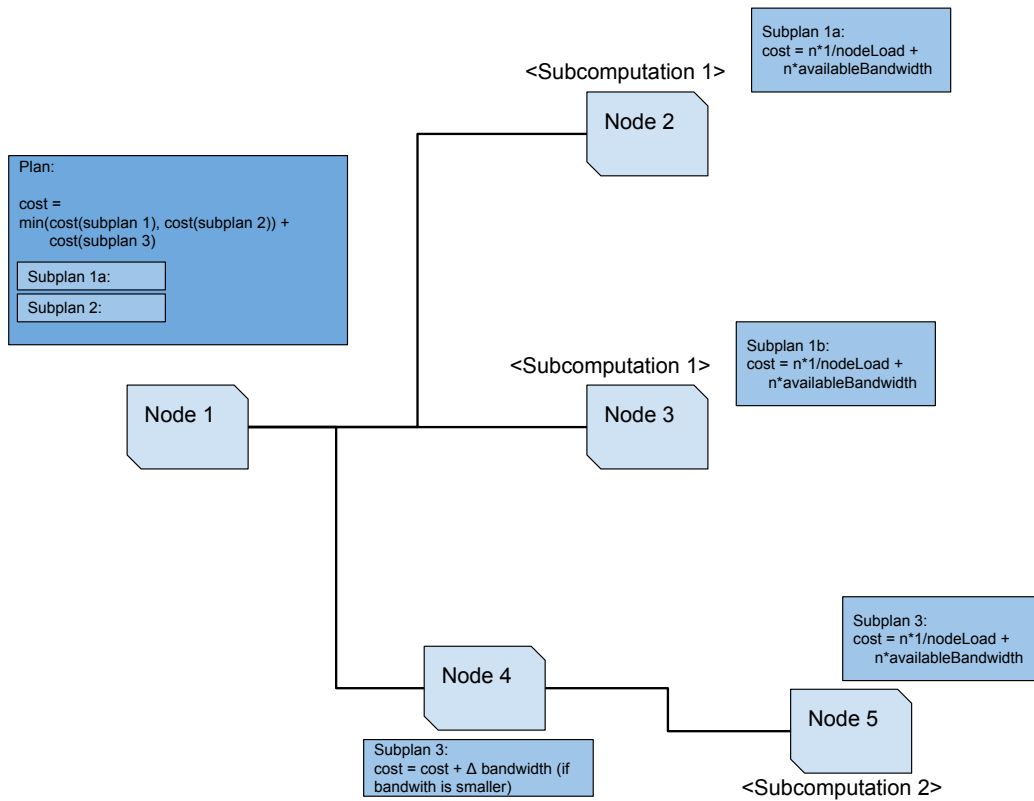 Subplan 1a:
cost = n*1/nodeLoad +
n*availableBandwidth
<Subcomputation 1>
Node 2
Plan:
cost =
min(cost(subplan 1), cost(subplan 2)) +
cost(subplan 3)
Subplan 1a:
Subplan 2:
Subplan 1b:
cost = n*1/nodeLoad +
n*availableBandwidth
<Subcomputation 1>
Node 1
Node 3
Subplan 3:
cost = n*1/nodeLoad +
n*availableBandwidth
Node 4
Node 5
Subplan 3:
cost = cost + Δ bandwidth (if
bandwith is smaller)
<Subcomputation 2>